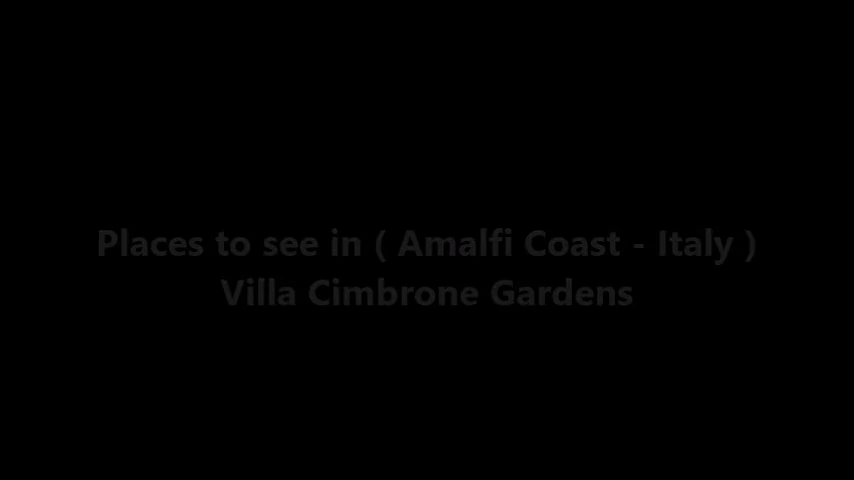 Places to see in ( Amalfi Coast - Italy )
Villa Cimbrone Gardens